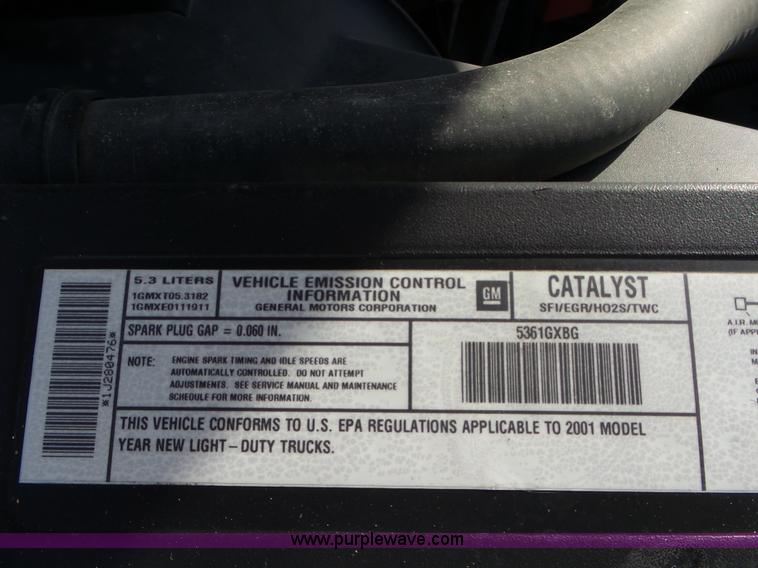 *1J280476*
5.3 LITERS
1GMXT05.3182
1GMXE0111911
VEHICLE EMISSION CONTROL
INFORMATION
GENERAL MOTORS CORPORATION
GM
CATALYST
SFI/EGR/HO2S/TWC
SPARK PLUG GAP = 0.060 IN.
NOTE: ENGINE SPARK TIMING AND IDLE SPEEDS ARE
AUTOMATICALLY CONTROLLED. DO NOT ATTEMPT
ADJUSTMENTS. SEE SERVICE MANUAL AND MAINTENANCE
SCHEDULE FOR MORE INFORMATION.
5361GXBG
THIS VEHICLE CONFORMS TO U.S. EPA REGULATIONS APPLICABLE TO 2001 MODEL
YEAR NEW LIGHT-DUTY TRUCKS.
A.I.R.
(IF
www.purplewave.com